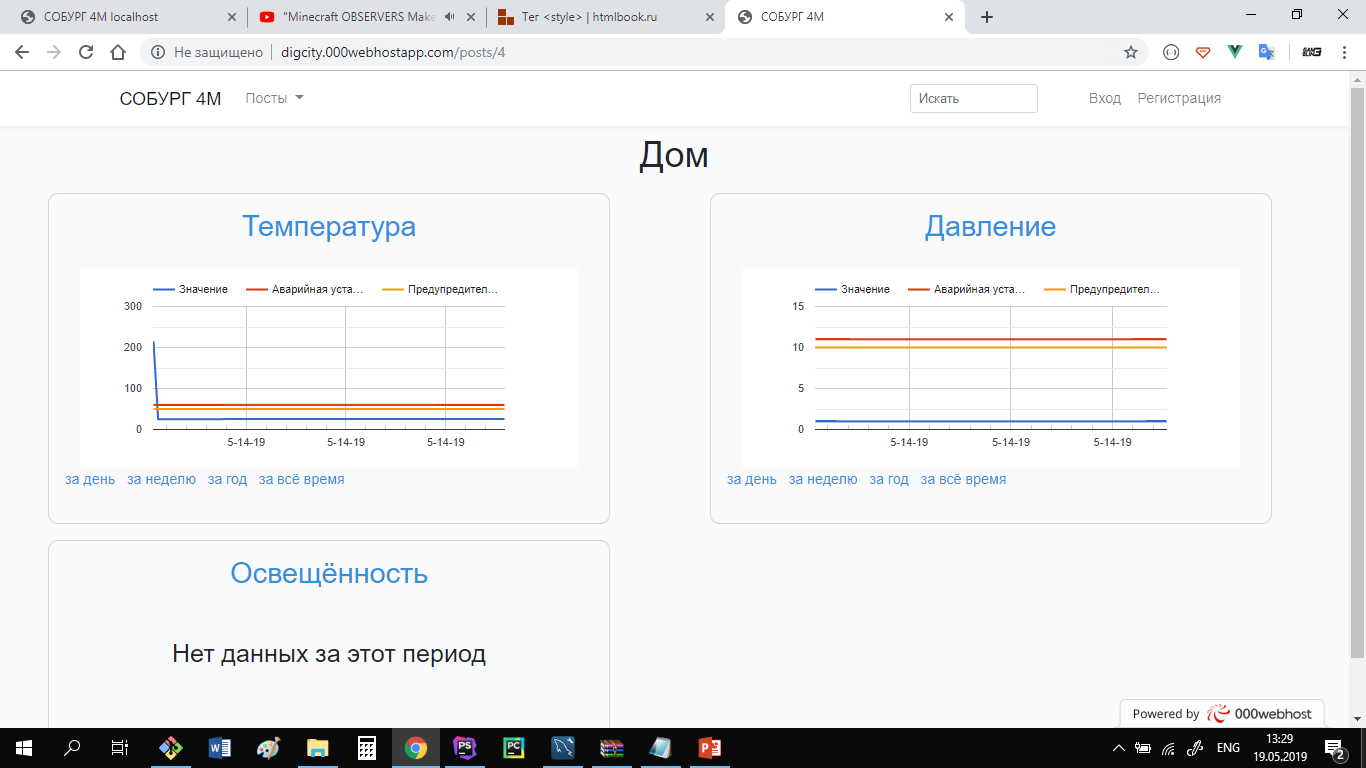 СОБУРГ 4М localhost
"Minecraft OBSERVERS Make
Тег <style> | htmlbook.ru
СОБУРГ 4М
Не защищено
digcity.000webhostapp.com/posts/4
СОБУРГ 4М
Посты
Искать
Вход
Регистрация
Дом
Температура
Значение
Аварийная уста…
Предупредител…
300
200
100
0
5-14-19
5-14-19
5-14-19
за день
за неделю
за год
за всё время
Давление
Значение
Аварийная уста…
Предупредител…
15
10
5
0
5-14-19
5-14-19
5-14-19
за день
за неделю
за год
за всё время
Освещённость
Нет данных за этот период
Powered by 000webhost
ENG
13:29
19.05.2019
2